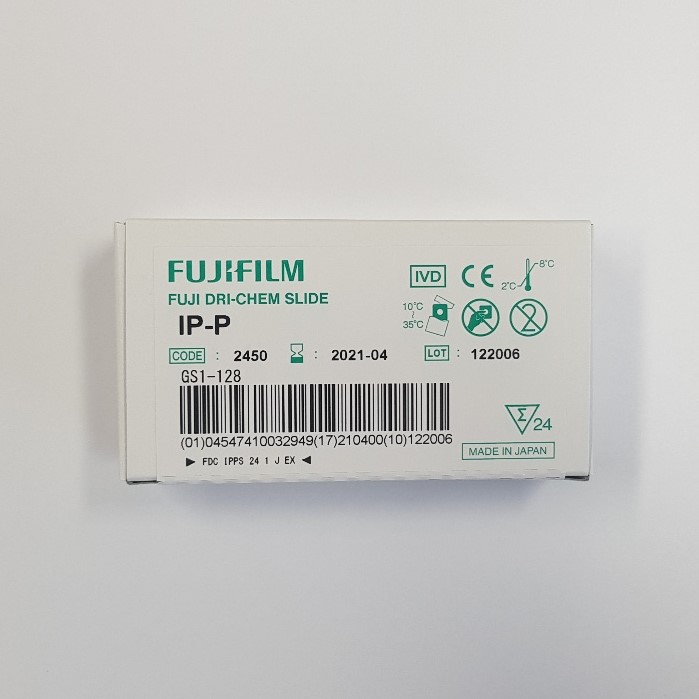 FUJIFILM
FUJI DRI-CHEM SLIDE
IP-P
IVD CE 2°C 8°C
10°C ~ 35°C 2
CODE : 2450 : 2021-04 LOT : 122006
GS1-128
(01)04547410032949(17)210400(10)122006
▶ FDC IPPS 24 1 J EX ◀
Σ 24
MADE IN JAPAN